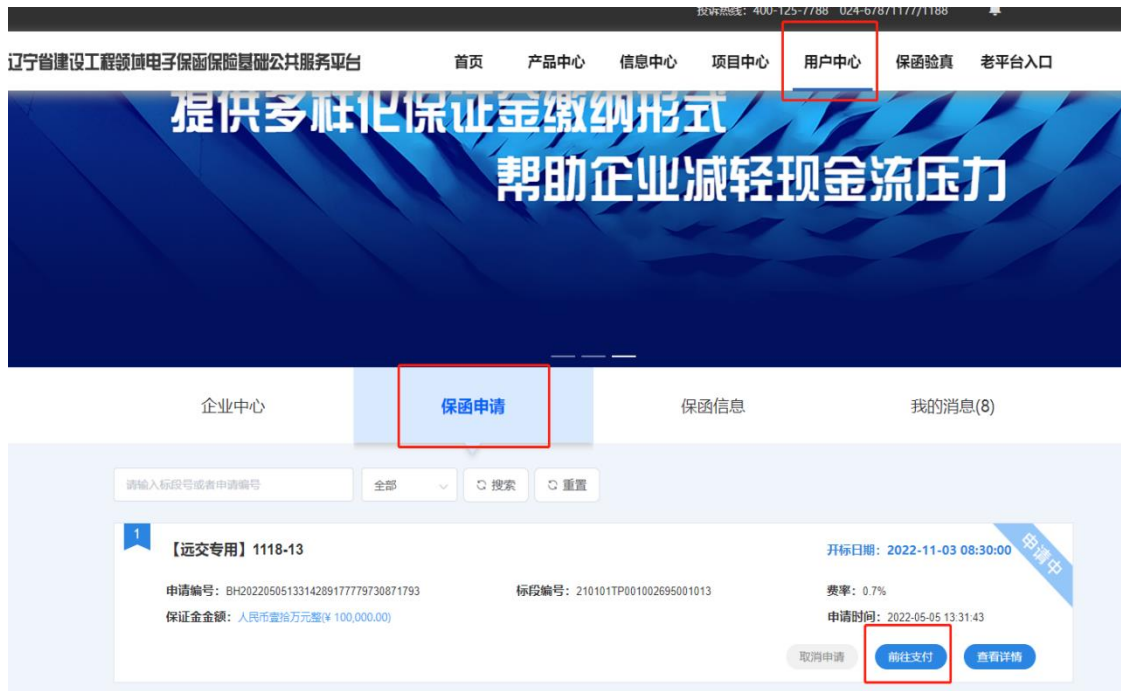 投诉热线：400-125-7788 024-67871177/1188
辽宁省建设工程领域电子保函保险基础公共服务平台 首页 产品中心 信息中心 项目中心 用户中心 保函验真 老平台入口
提供多样化保证金缴纳形式
帮助企业减轻现金流压力
企业中心 保函申请 保函信息 我的消息(8)
请输入标段号或者申请编号 全部 搜索 重置
1 【远交专用】1118-13 开标日期：2022-11-03 08:30:00 申请中
申请编号：BH20220505133142891777779730871793 标段编号：210101TP001002695001013 费率：0.7%
保证金金额：人民币壹拾万元整(¥ 100,000.00) 申请时间：2022-05-05 13:31:43
取消申请 前往支付 查看详情